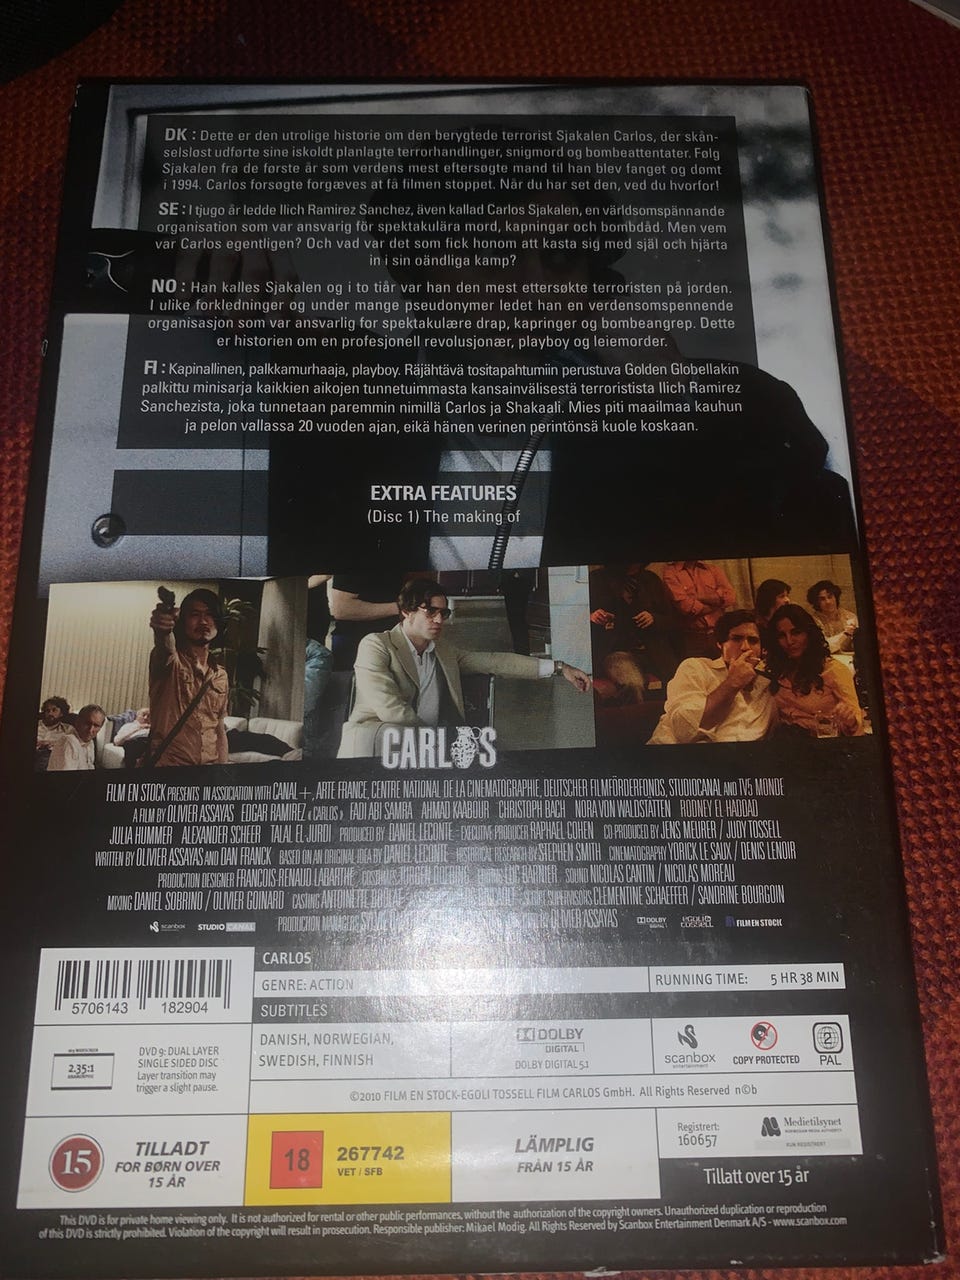 DK : Dette er den utrolige historie om den berygtede terrorist Sjakalen Carlos, der skån-
selsløst udførte sine iskoldt planlagte terrorhandlinger, snigmord og bombeattentater. Følg
Sjakalen fra de første år som verdens mest eftersøgte mand til han blev fanget og dømt
i 1994. Carlos forsøgte forgæves at få filmen stoppet. Når du har set den, ved du hvorfor!
SE : I tjugo år ledde Ilich Ramirez Sanchez, även kallad Carlos Sjakalen, en världsomspännande
organisation som var ansvarig för spektakulära mord, kapningar och bombdåd. Men vem
var Carlos egentligen? Och vad var det som fick honom att kasta sig med själ och hjärta
in i sin oändliga kamp?
NO : Han kalles Sjakalen og i to tiår var han den mest ettersøkte terroristen på jorden.
I ulike forkledninger og under mange pseudonymer ledet han en verdensomspennende
organisasjon som var ansvarlig for spektakulære drap, kapringer og bombeangrep. Dette
er historien om en profesjonell revolusjonær, playboy og leiemorder.
FI : Kapinallinen, palkkamurhaaja, playboy. Räjähtävä tositapahtumiin perustuva Golden Globellakin
palkittu minisarja kaikkien aikojen tunnetuimmasta kansainvälisestä terroristista Ilich Ramirez
Sanchezista, joka tunnetaan paremmin nimillä Carlos ja Shakaali. Mies piti maailmaa kauhun
ja pelon vallassa 20 vuoden ajan, eikä hänen verinen perintönsä kuole koskaan.
EXTRA FEATURES
(Disc 1) The making of
CARLOS
FILM EN STOCK PRESENTS IN ASSOCIATION WITH CANAL+, ARTE FRANCE, CENTRE NATIONAL DE LA CINEMATOGRAPHIE, DEUTSCHER FILMFÖRDERFONDS, STUDIOCANAL AND TV5 MONDE
A FILM BY OLIVIER ASSAYAS EDGAR RAMIREZ « CARLOS » FADI ABI SAMRA AHMAD KAABOUR CHRISTOPH BACH NORA VON WALDSTÄTTEN RODNEY EL HADDAD
JULIA HUMMER ALEXANDER SCHEER TALAL EL-JURDI PRODUCED BY DANIEL LECONTE EXECUTIVE PRODUCER RAPHAEL COHEN CO PRODUCED BY JENS MEURER / JUDY TOSSELL
WRITTEN BY OLIVIER ASSAYAS AND DAN FRANCK BASED ON AN ORIGINAL IDEA BY DANIEL LECONTE HISTORICAL RESEARCH BY STEPHEN SMITH CINEMATOGRAPHY YORICK LE SAUX / DENIS LENOIR
PRODUCTION DESIGNER FRANCOIS-RENAUD LABARTHE SOUND NICOLAS CANTIN / NICOLAS MOREAU
MIXING DANIEL SOBRINO / OLIVIER GOINARD CASTING ANTOINETTE SUPERVISORS CLEMENTINE SCHAEFFER / SANDRINE BOURGOIN
PRODUCTION MANAGERS OLIVIER ASSAYAS
scanbox STUDIO CANAL DOLBY DIGITAL EGOLI TOSSELL FILM EN STOCK
5706143 182904
CARLOS
GENRE: ACTION
RUNNING TIME: 5 HR 38 MIN
SUBTITLES
16:9 WIDESCREEN
2.35:1
ANAMORPHIC
DVD 9: DUAL LAYER
SINGLE SIDED DISC
Layer transition may
trigger a slight pause.
DANISH, NORWEGIAN,
SWEDISH, FINNISH
DOLBY
DIGITAL
DOLBY DIGITAL 5.1
scanbox
entertainment
COPY PROTECTED
2
PAL
©2010 FILM EN STOCK-EGOLI TOSSELL FILM CARLOS GmbH. All Rights Reserved n©b
15
TILLADT
FOR BØRN OVER
15 ÅR
18
267742
VET / SFB
LÄMPLIG
FRÅN 15 ÅR
Registrert:
160657
Medietilsynet
NORWEGIAN MEDIA AUTHORITY
KUN REGISTRERT
Tillatt over 15 år
This DVD is for private home viewing only. It is not authorized for rental or other public performances, without the authorization of the copyright owners. Unauthorized duplication or reproduction
of this DVD is strictly prohibited. Violation of the copyright will result in prosecution. Responsible publisher: Mikael Modig. All Rights Reserved by Scanbox Entertainment Denmark A/S - www.scanbox.com